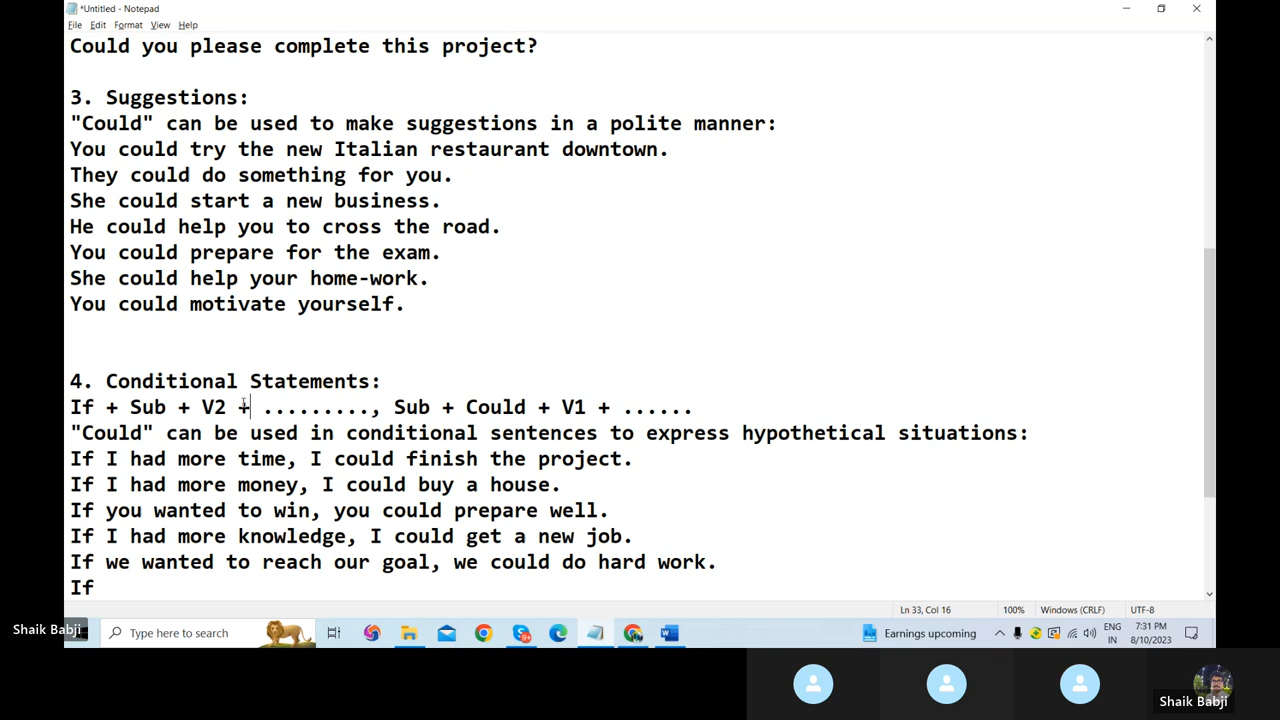 *Untitled - Notepad
File Edit Format View Help
Could you please complete this project?
3. Suggestions:
"Could" can be used to make suggestions in a polite manner:
You could try the new Italian restaurant downtown.
They could do something for you.
She could start a new business.
He could help you to cross the road.
You could prepare for the exam.
She could help your home-work.
You could motivate yourself.
4. Conditional Statements:
If + Sub + V2 + ........., Sub + Could + V1 + ......
"Could" can be used in conditional sentences to express hypothetical situations:
If I had more time, I could finish the project.
If I had more money, I could buy a house.
If you wanted to win, you could prepare well.
If I had more knowledge, I could get a new job.
If we wanted to reach our goal, we could do hard work.
If
Ln 33, Col 16 100% Windows (CRLF) UTF-8
Shaik Babji
Type here to search
Earnings upcoming
ENG
IN
7:31 PM
8/10/2023
Shaik Babji